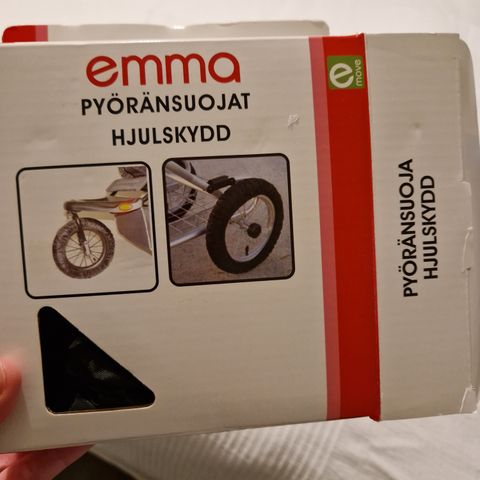 emma
PYÖRÄNSUOJAT
HJULSKYDD
e
move
PYÖRÄNSUOJA
HJULSKYDD